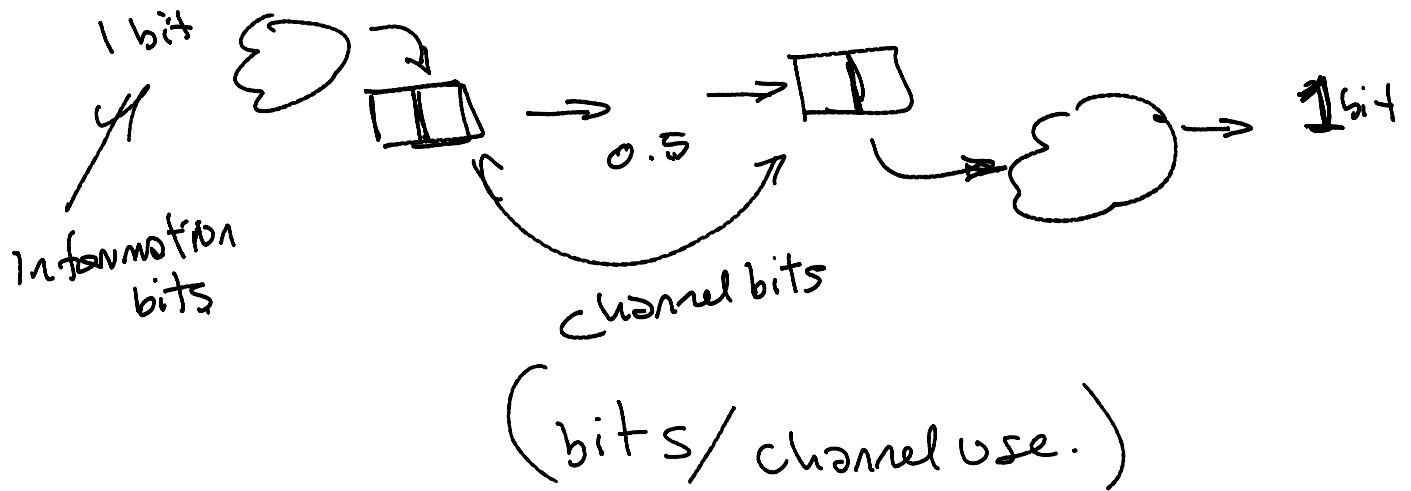 1 bit
0.5
1 bit
Information
bits
channel bits
(bits/channel use.)